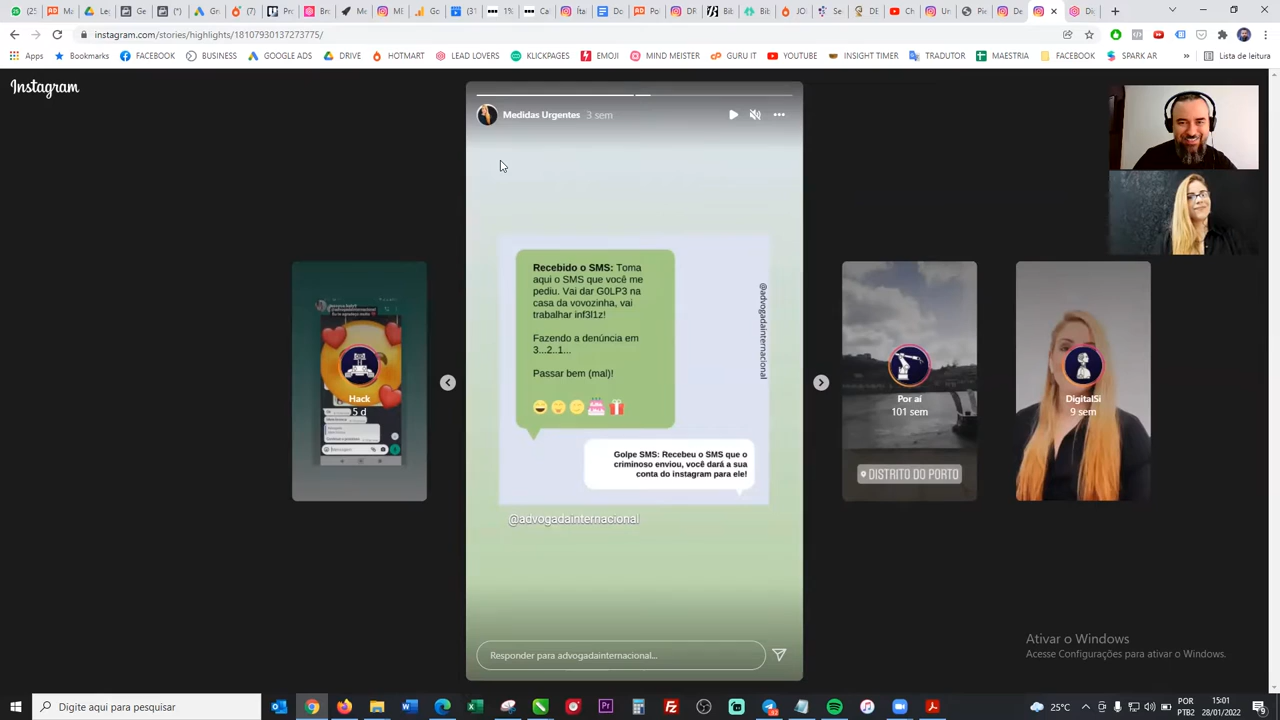 instagram.com/stories/highlights/18107930137273775/
Apps
Bookmarks
FACEBOOK
BUSINESS
GOOGLE ADS
DRIVE
HOTMART
LEAD LOVERS
KLICKPAGES
EMOJI
MIND MEISTER
GURU IT
YOUTUBE
INSIGHT TIMER
TRADUTOR
MAESTRIA
FACEBOOK
SPARK AR
Lista de leitura
Instagram
Medidas Urgentes 3 sem
Recebido o SMS: Toma
aqui o SMS que você me
pediu. Vai dar G0LP3 na
casa da vovozinha, vai
trabalhar inf3l1z!
Fazendo a denúncia em
3...2..1...
Passar bem (mal)!
@advogadainternacional
Golpe SMS: Recebeu o SMS que o
criminoso enviou, você dará a sua
conta do instagram para ele!
@advogadainternacional
Hack
5 d
Por aí
101 sem
DISTRITO DO PORTO
DigitalSi
9 sem
Responder para advogadainternacional...
Ativar o Windows
Acesse Configurações para ativar o Windows.
Digite aqui para pesquisar
25°C
POR
PTB2
15:01
28/01/2022